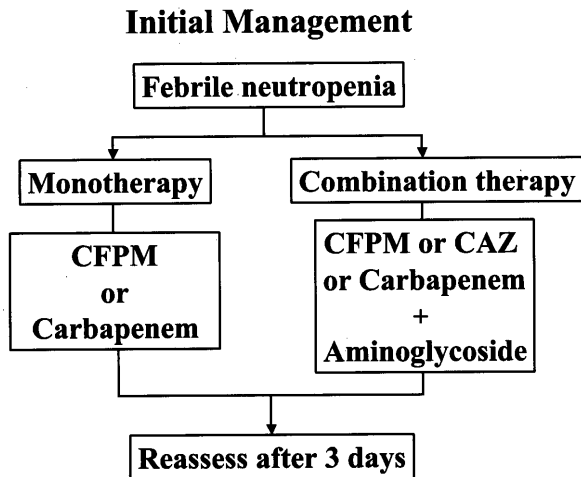 Initial Management
Febrile neutropenia
Monotherapy
Combination therapy
CFPM
or
Carbapenem
CFPM or CAZ
or Carbapenem
+
Aminoglycoside
Reassess after 3 days